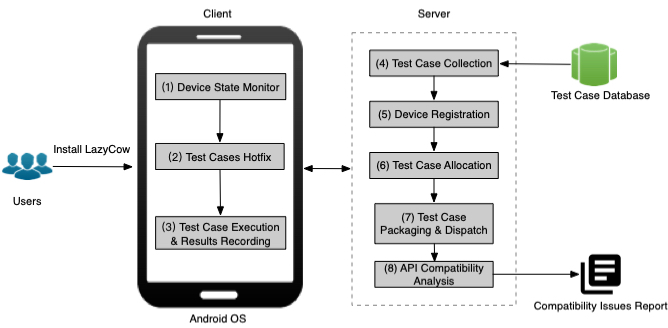 Client
Server
(1) Device State Monitor
(2) Test Cases Hotfix
(3) Test Case Execution
& Results Recording
Android OS
Install LazyCow
Users
(4) Test Case Collection
(5) Device Registration
(6) Test Case Allocation
(7) Test Case
Packaging & Dispatch
(8) API Compatibility
Analysis
Test Case Database
Compatibility Issues Report